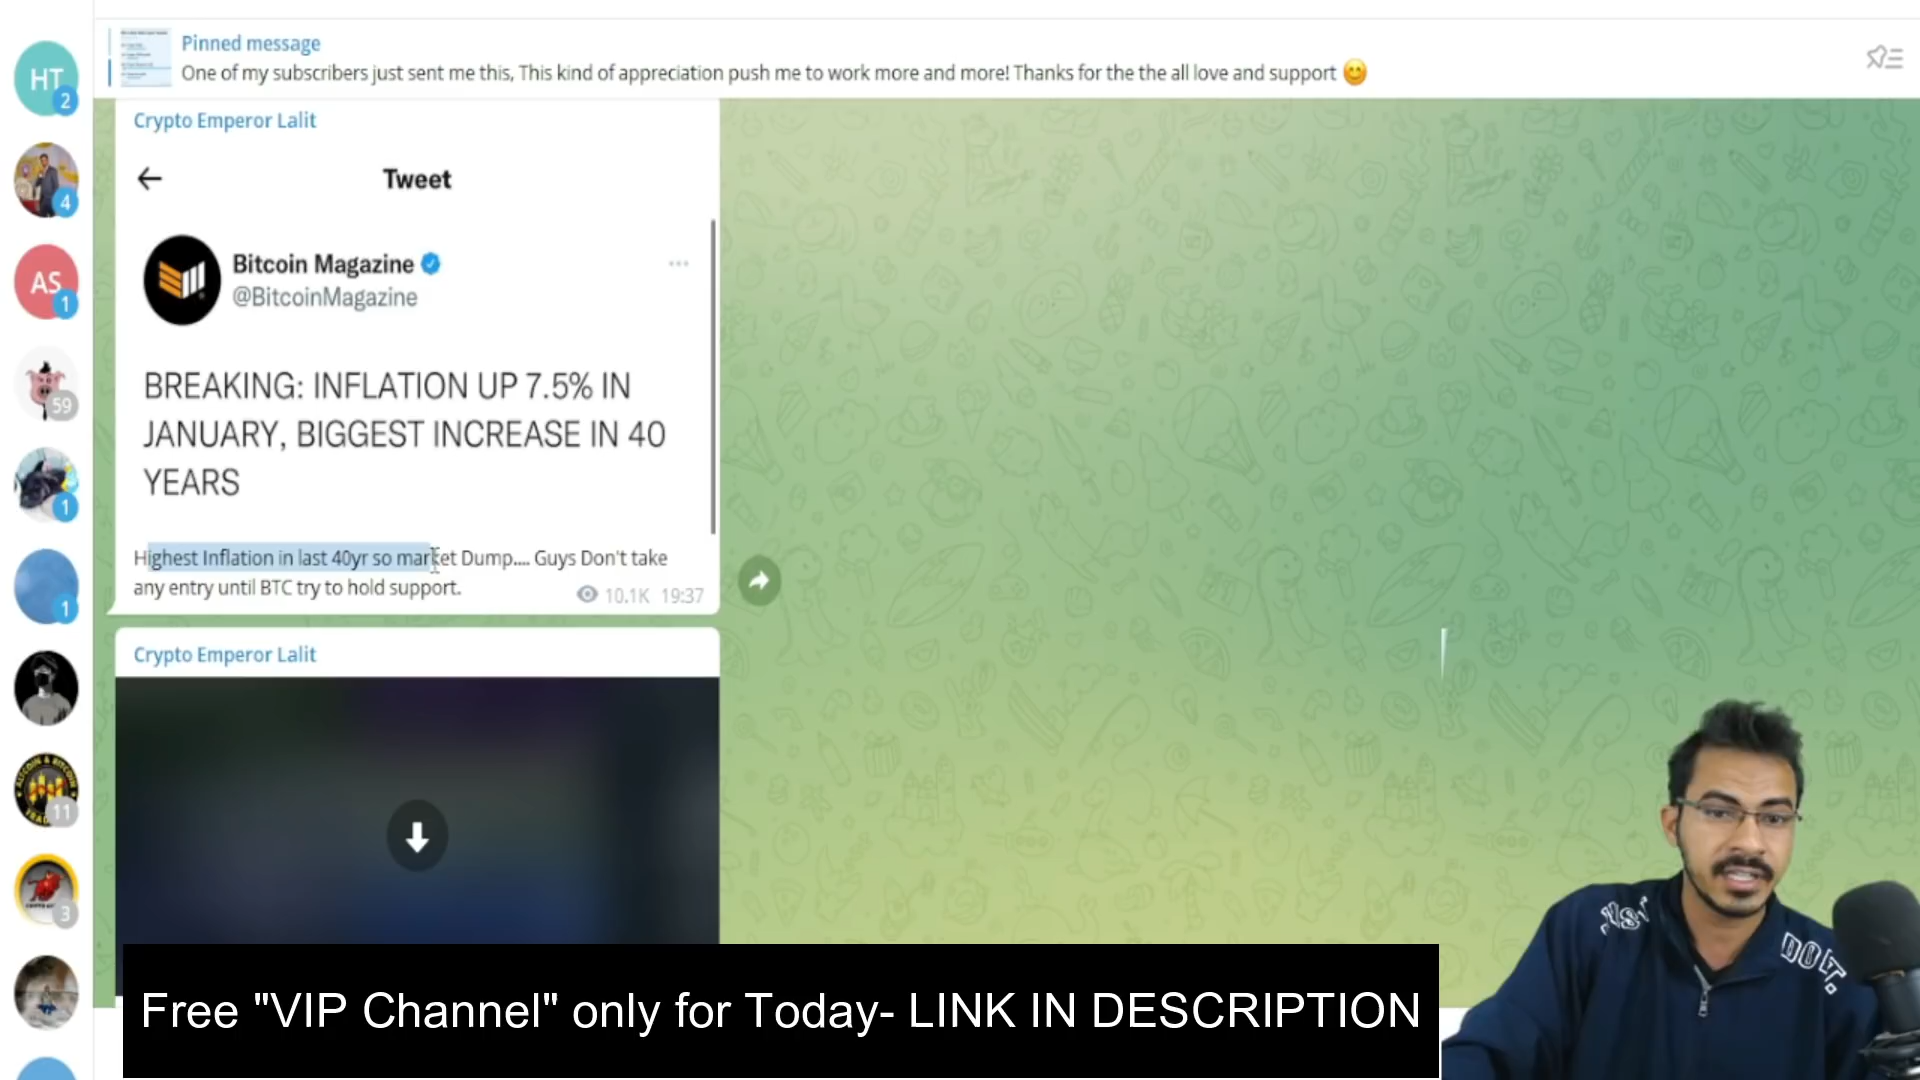 Pinned message
One of my subscribers just sent me this, This kind of appreciation push me to work more and more! Thanks for the the all love and support 😊
HT
2
4
AS
1
59
1
1
11
3
Crypto Emperor Lalit
Tweet
Bitcoin Magazine
@BitcoinMagazine
BREAKING: INFLATION UP 7.5% IN
JANUARY, BIGGEST INCREASE IN 40
YEARS
Highest Inflation in last 40yr so market Dump.... Guys Don't take
any entry until BTC try to hold support.
10.1K 19:37
Crypto Emperor Lalit
Free "VIP Channel" only for Today- LINK IN DESCRIPTION